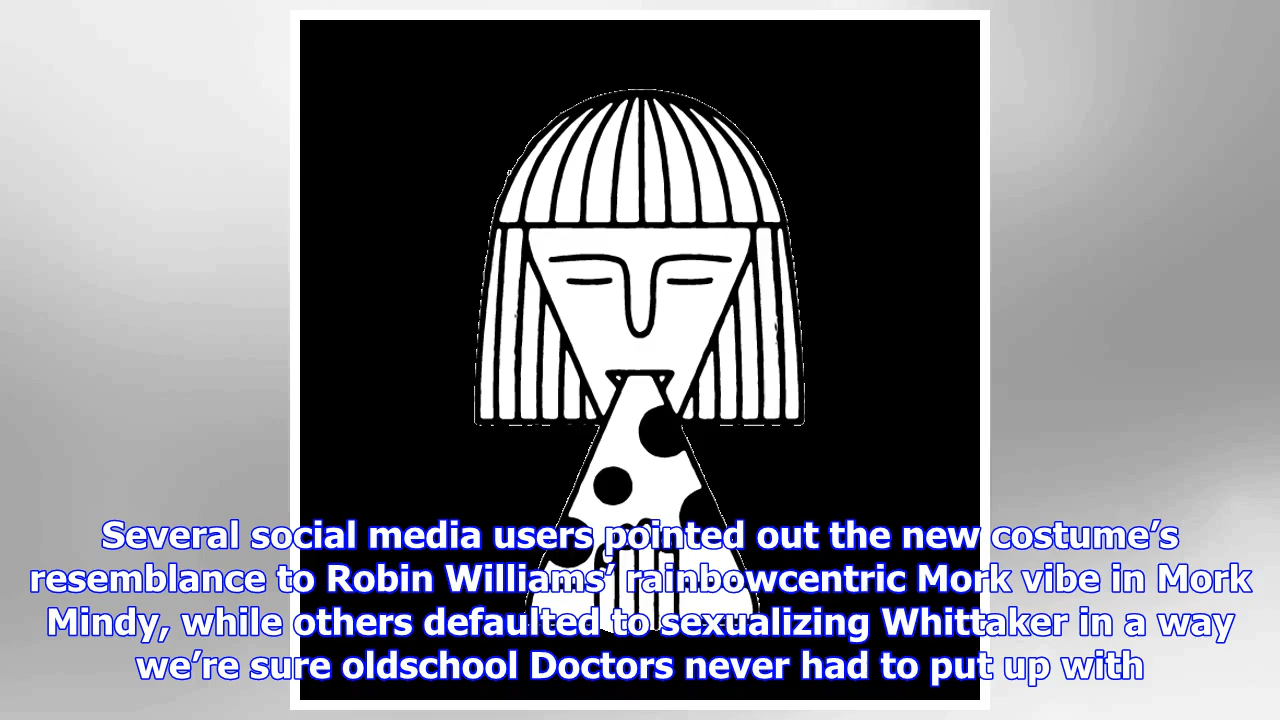 Several social media users pointed out the new costume’s
resemblance to Robin Williams’ rainbowcentric Mork vibe in Mork
Mindy, while others defaulted to sexualizing Whittaker in a way
we’re sure oldschool Doctors never had to put up with